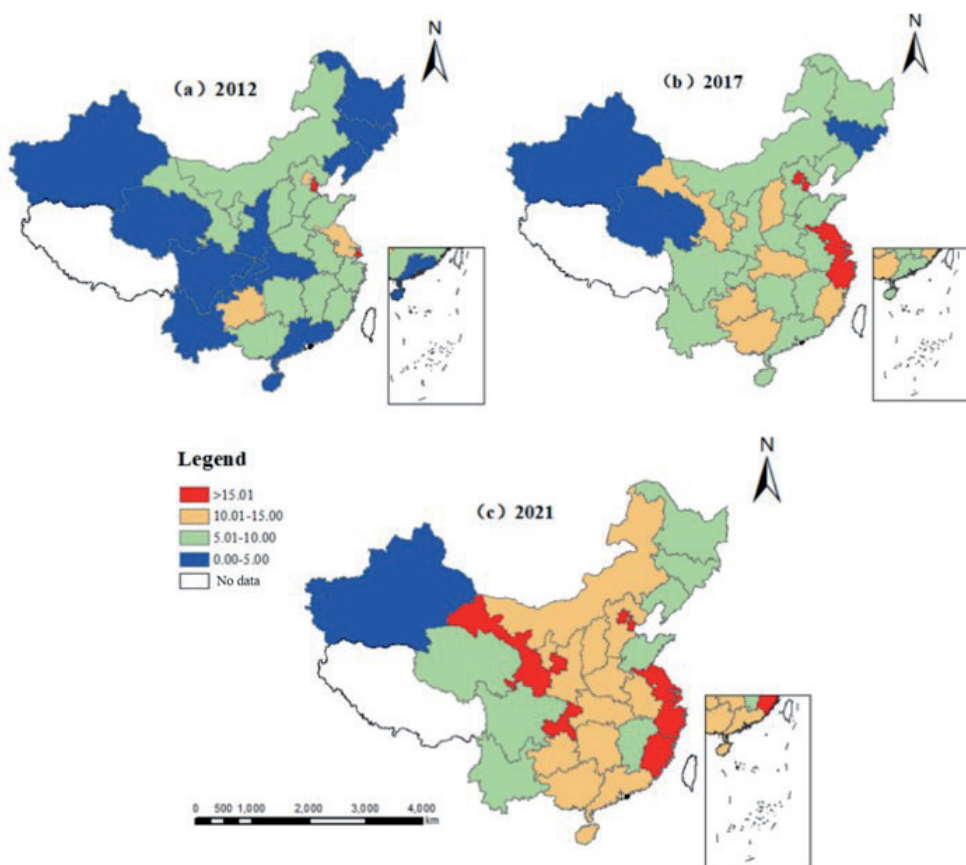 N
(a) 2012
N
(b) 2017
Legend
>15.01
10.01-15.00
5.01-10.00
0.00-5.00
No data
N
(c) 2021
0 500 1,000 2,000 3,000 4,000
km